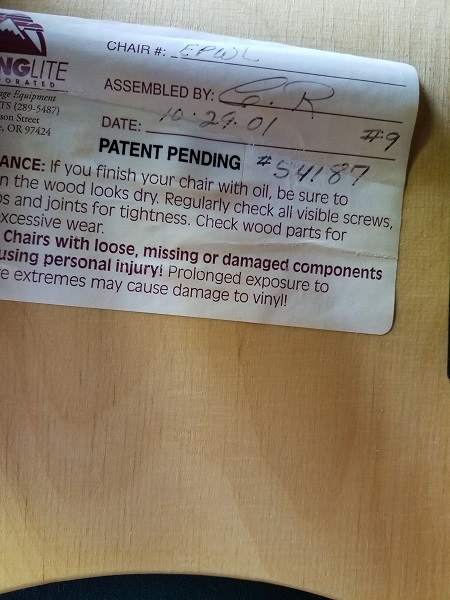 NGLITE
ORPORATED
ge Equipment
TS (289-5487)
son Street
e, OR 97424
CHAIR #: EPWL
ASSEMBLED BY: C. R
DATE: 10-29-01
#9
PATENT PENDING #54187
ANCE: If you finish your chair with oil, be sure to
n the wood looks dry. Regularly check all visible screws,
s and joints for tightness. Check wood parts for
xcessive wear.
Chairs with loose, missing or damaged components
using personal injury! Prolonged exposure to
e extremes may cause damage to vinyl!